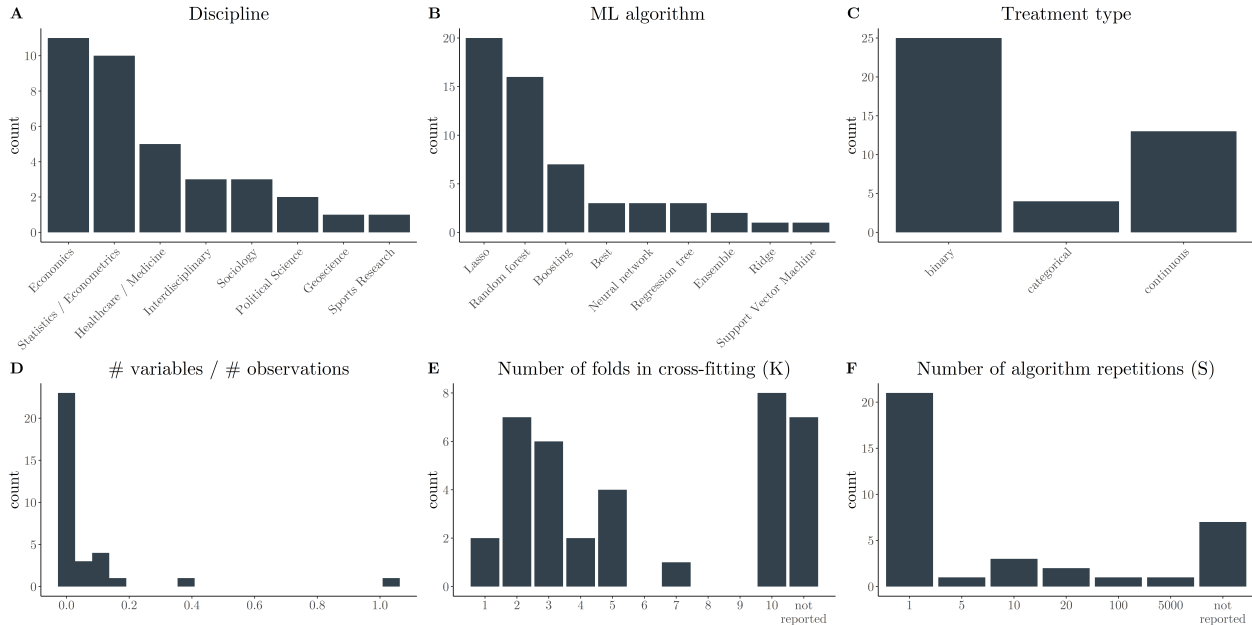 A
Discipline
count
10
8
6
4
2
0
Economics
Statistics / Econometrics
Healthcare / Medicine
Interdisciplinary
Sociology
Political Science
Geoscience
Sports Research
B
ML algorithm
count
20
15
10
5
0
Lasso
Random forest
Boosting
Best
Neural network
Regression tree
Ensemble
Ridge
Support Vector Machine
C
Treatment type
count
25
20
15
10
5
0
binary
categorical
continuous
D
# variables / # observations
count
20
15
10
5
0
0.0
0.2
0.4
0.6
0.8
1.0
E
Number of folds in cross-fitting (K)
count
8
6
4
2
0
1
2
3
4
5
6
7
8
9
10
not
reported
F
Number of algorithm repetitions (S)
count
20
15
10
5
0
1
5
10
20
100
5000
not
reported